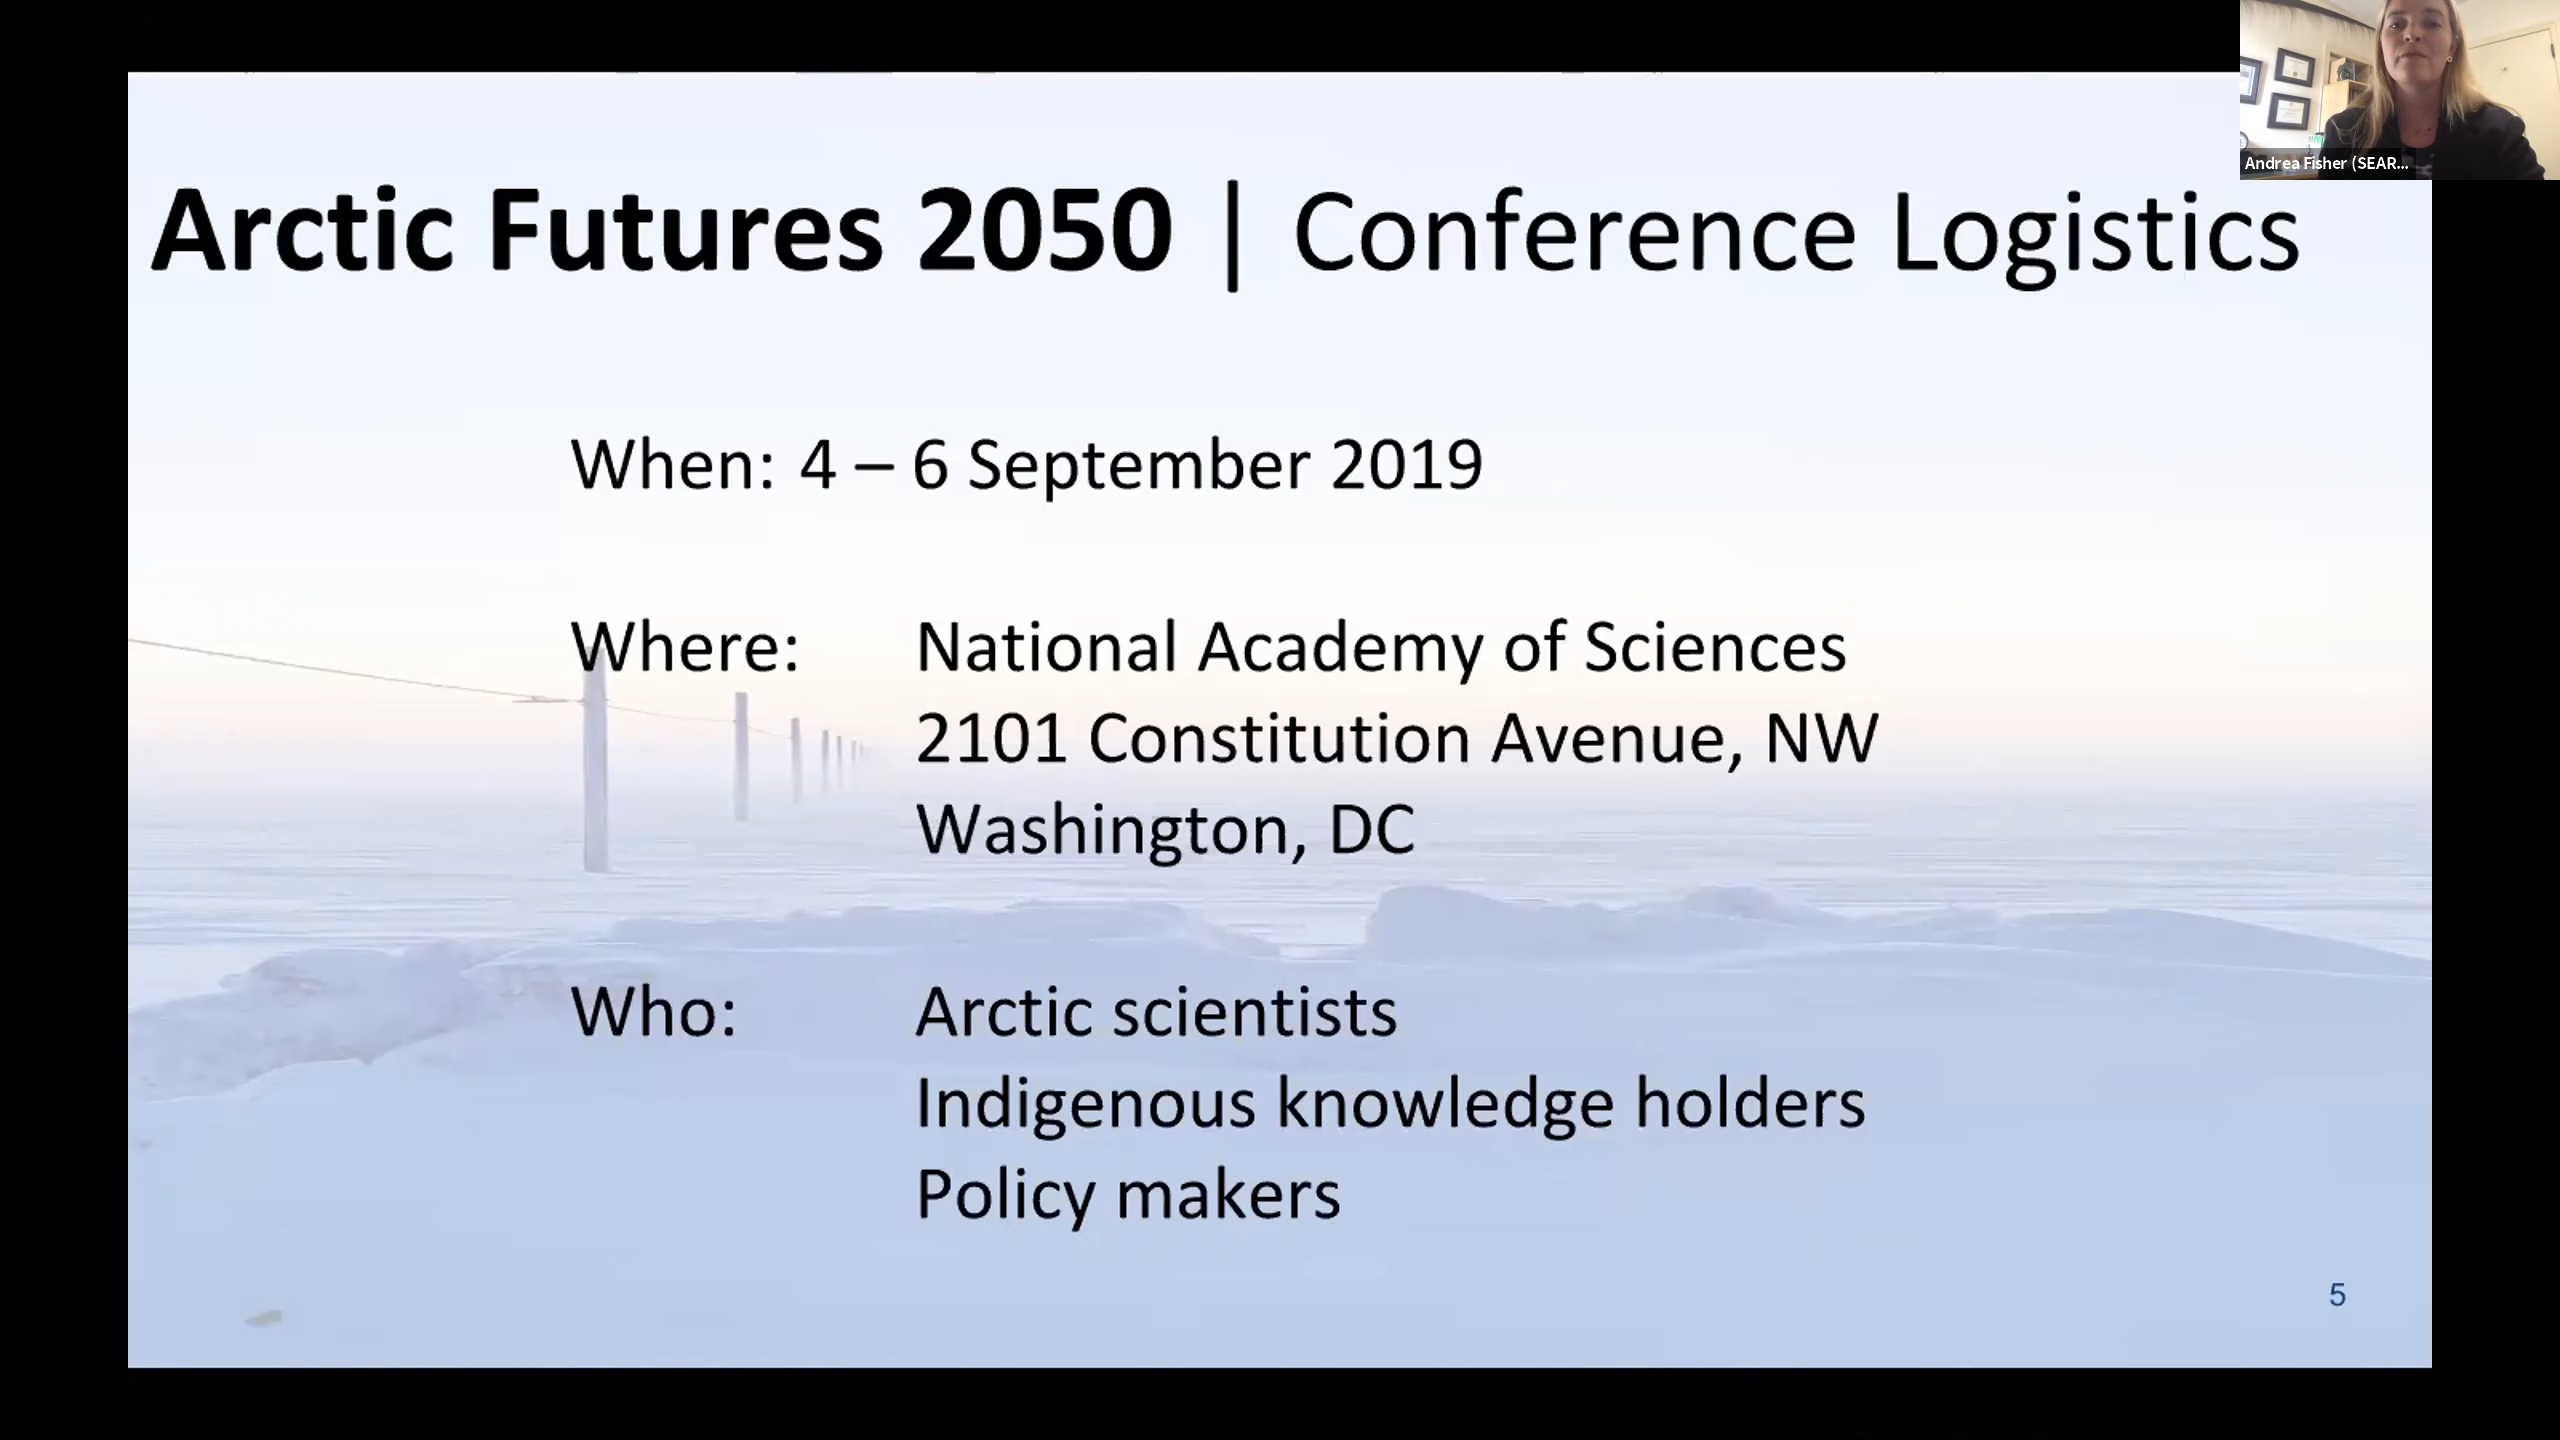 Andrea Fisher (SEAR...
Arctic Futures 2050 | Conference Logistics
When: 4 – 6 September 2019
Where: National Academy of Sciences
2101 Constitution Avenue, NW
Washington, DC
Who: Arctic scientists
Indigenous knowledge holders
Policy makers
5